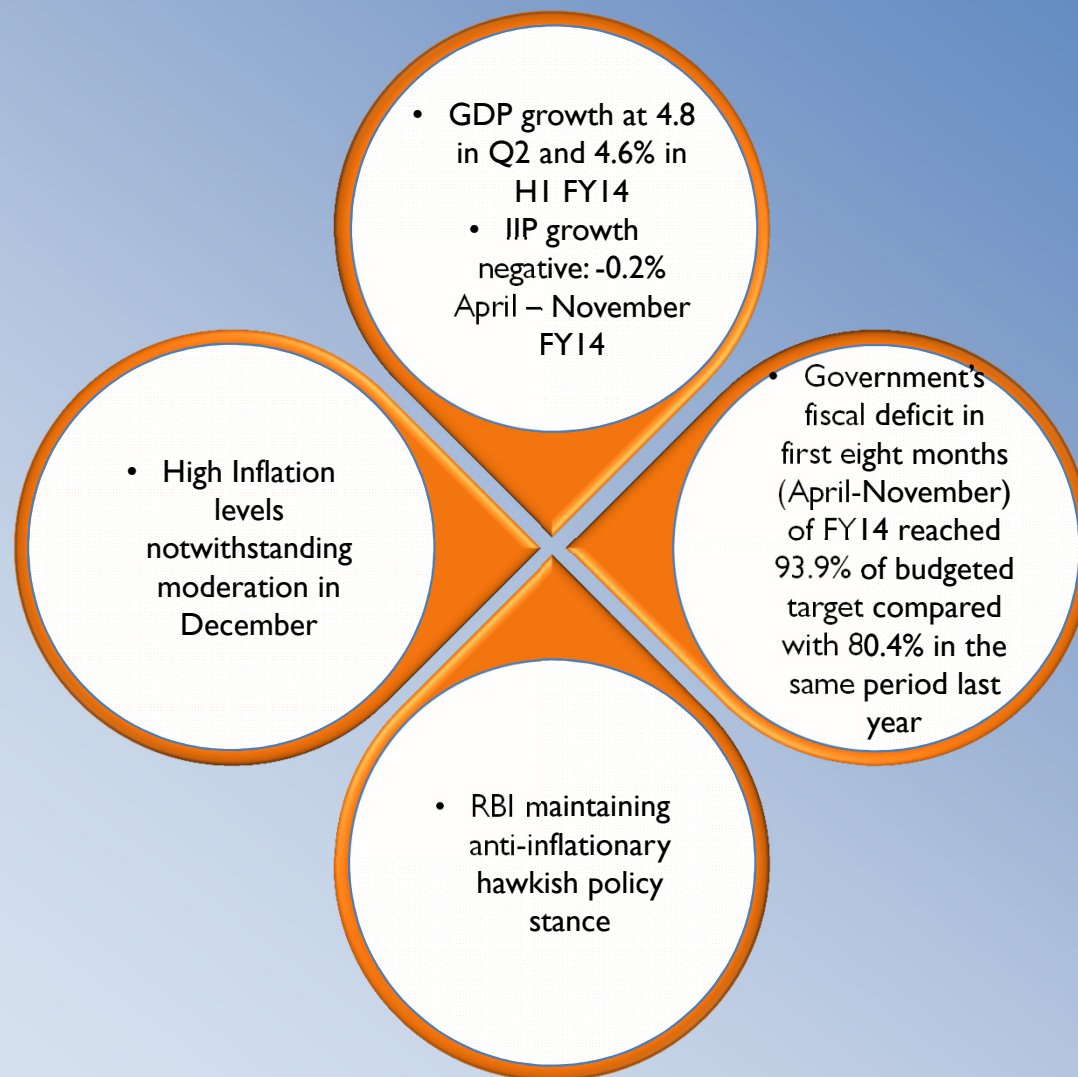 • GDP growth at 4.8
in Q2 and 4.6% in
H1 FY14
• IIP growth
negative: -0.2%
April – November
FY14
• High Inflation
levels
notwithstanding
moderation in
December
• Government's
fiscal deficit in
first eight months
(April-November)
of FY14 reached
93.9% of budgeted
target compared
with 80.4% in the
same period last
year
• RBI maintaining
anti-inflationary
hawkish policy
stance